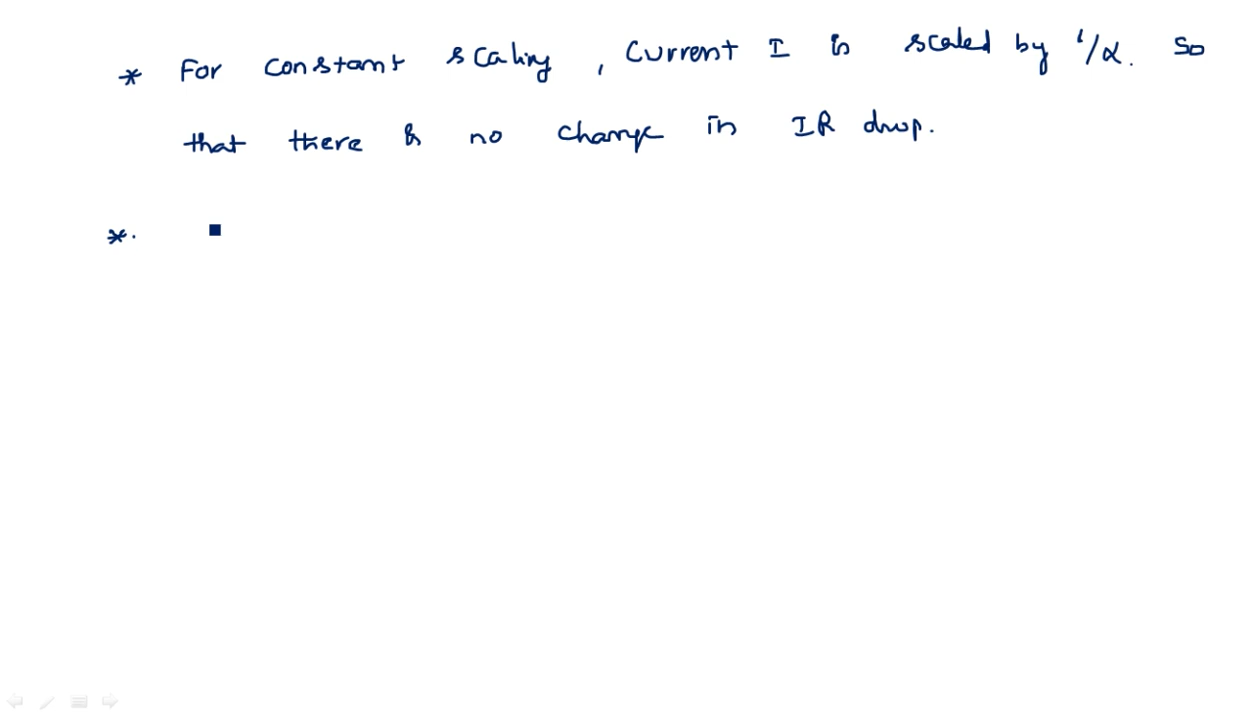 * For constant scaling, current I is scaled by 1/α. So
that there is no change in IR drop.
*.